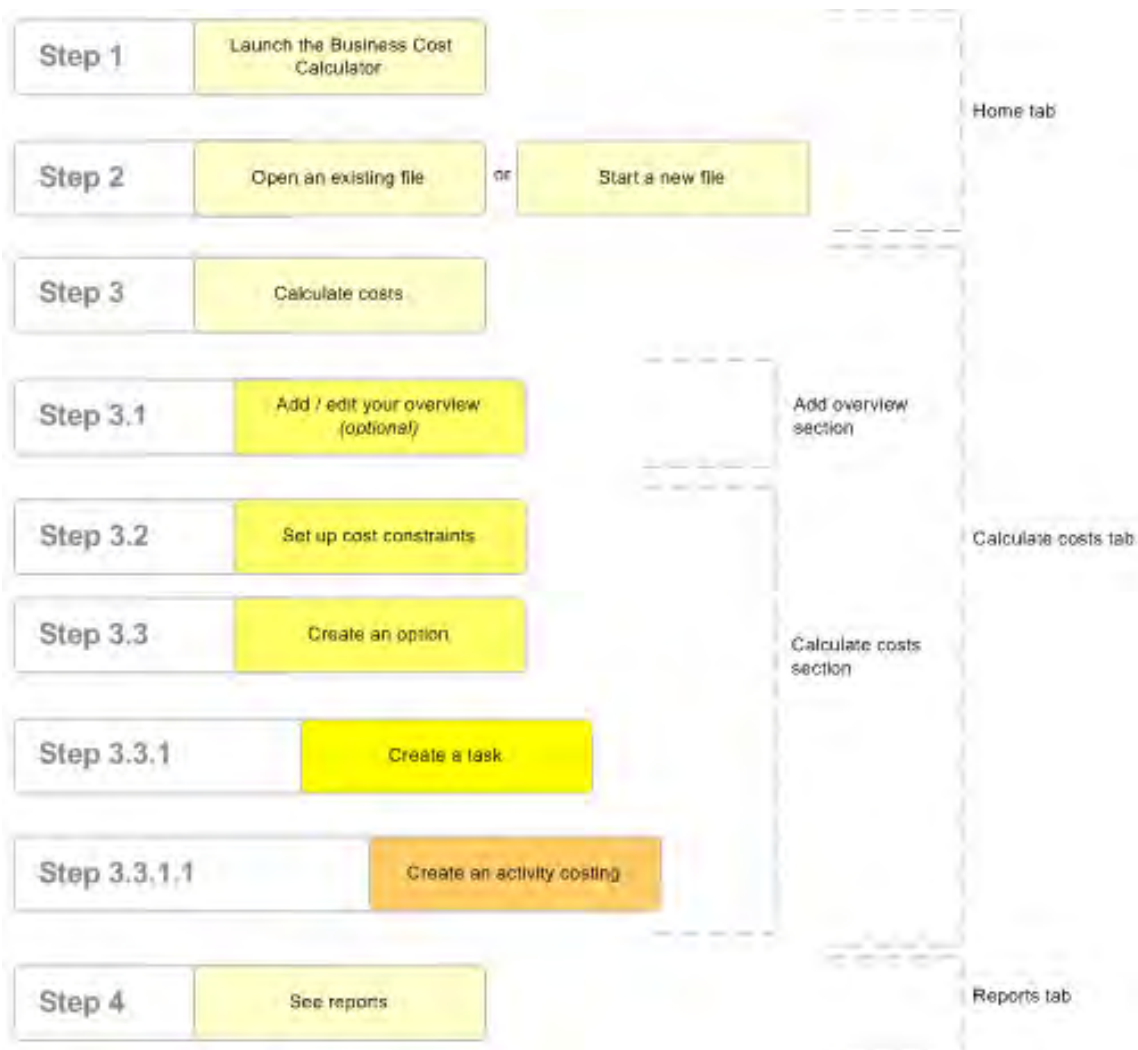 Step 1
Launch the Business Cost
Calculator
Home tab
Step 2
Open an existing file
or
Start a new file
Step 3
Calculate costs
Step 3.1
Add / edit your overview
(optional)
Add overview
section
Step 3.2
Set up cost constraints
Calculate costs tab
Step 3.3
Create an option
Calculate costs
section
Step 3.3.1
Create a task
Step 3.3.1.1
Create an activity costing
Step 4
See reports
Reports tab